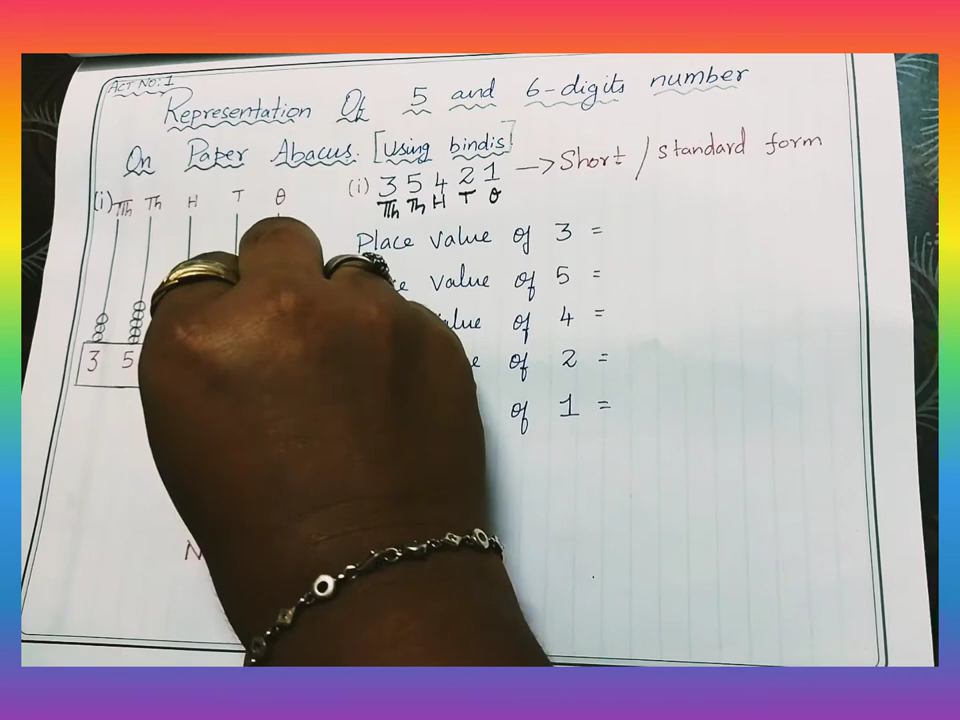 ACT NO: 1
Representation Of 5 and 6-digits number
On Paper Abacus. [Using bindis]
(i) 3 5 4 2 1 → Short / standard form
TTh Th H T O
(i) TTh Th H T O
Place value of 3 =
value of 5 =
of 4 =
of 2 =
of 1 =
3 5
N